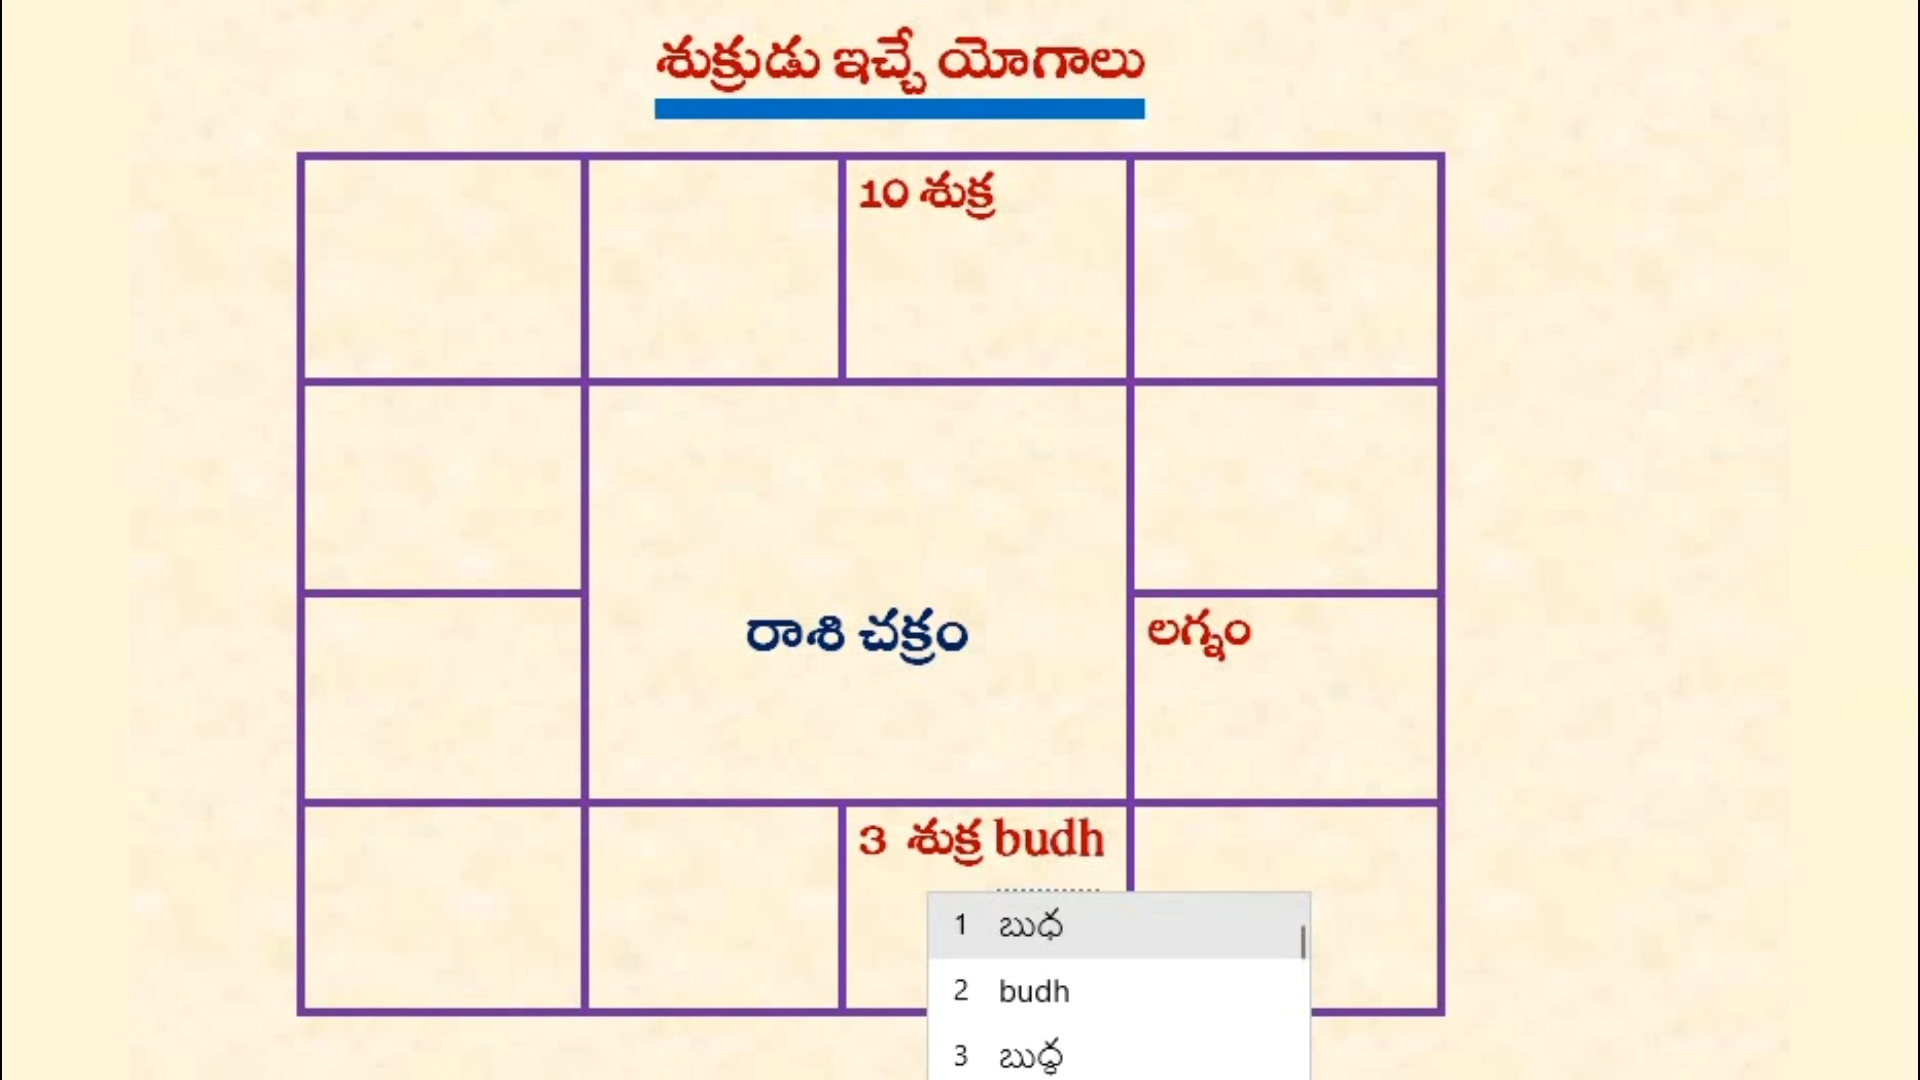 శుక్రుడు ఇచ్చే యోగాలు
10 శుక్ర
రాశి చక్రం
లగ్నం
3 శుక్ర budh
1 బుధ
2 budh
3 బుద్ధ